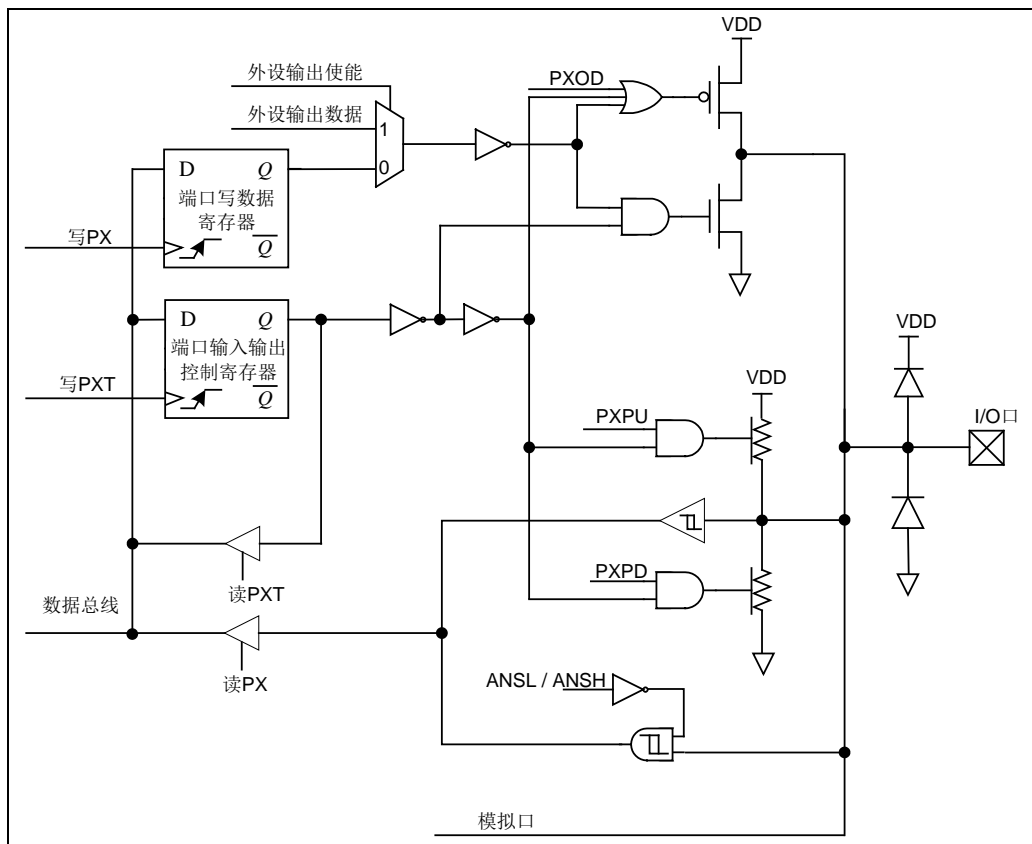 VDD
外设输出使能
PXOD
外设输出数据
1
0
D Q
端口写数据
寄存器
Q
写PX
D Q
端口输入输出
控制寄存器
Q
写PXT
VDD
VDD
I/O口
PXPU
PXPD
读PXT
数据总线
读PX
ANSL / ANSH
模拟口